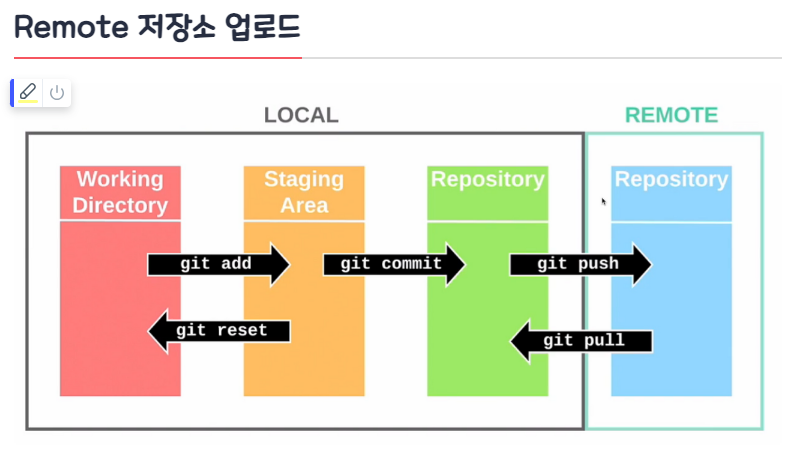 Remote 저장소 업로드
LOCAL
REMOTE
Working
Directory
Staging
Area
Repository
Repository
git add
git commit
git push
git reset
git pull